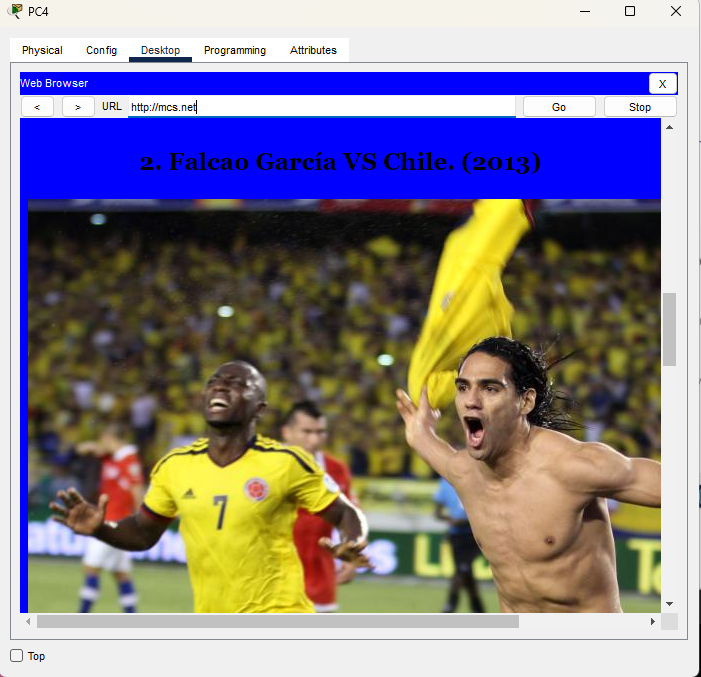 PC4
Physical Config Desktop Programming Attributes
Web Browser X
< > URL http://mcs.net Go Stop
2. Falcao García VS Chile. (2013)
7
Top